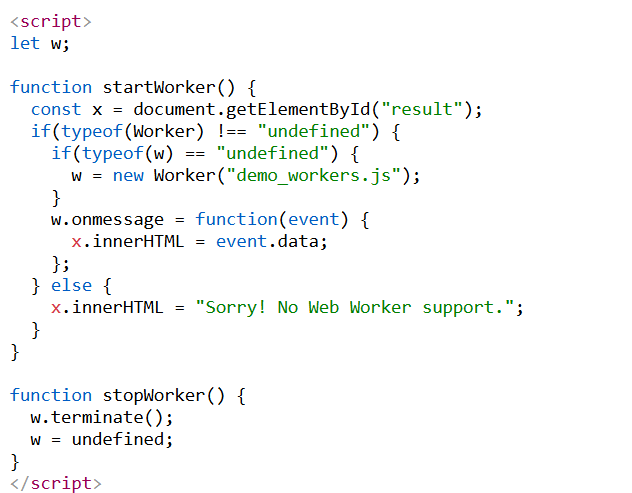 <script>
let w;

function startWorker() {
  const x = document.getElementById("result");
  if(typeof(Worker) !== "undefined") {
    if(typeof(w) == "undefined") {
      w = new Worker("demo_workers.js");
    }
    w.onmessage = function(event) {
      x.innerHTML = event.data;
    };
  } else {
    x.innerHTML = "Sorry! No Web Worker support.";
  }
}

function stopWorker() {
  w.terminate();
  w = undefined;
}
</script>